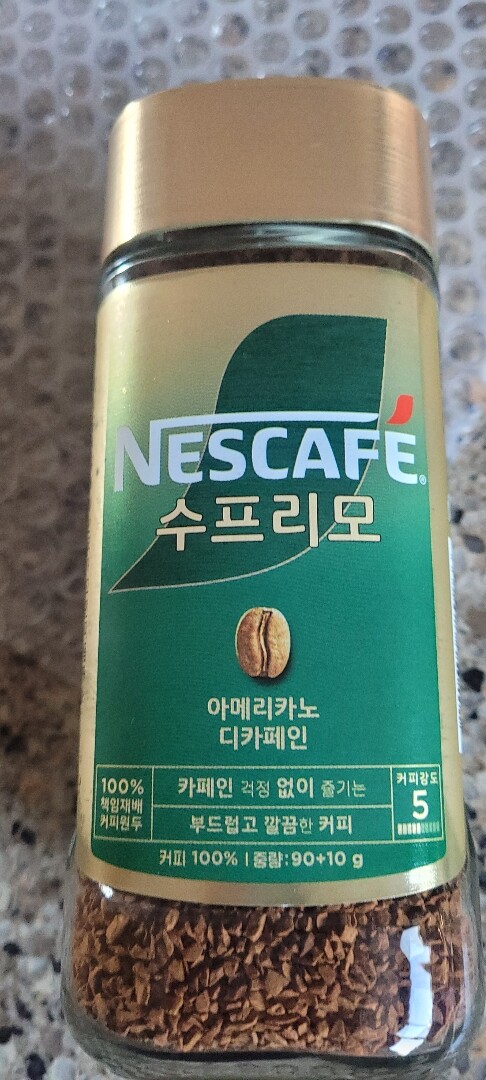 NESCAFÉ®
수프리모
아메리카노
디카페인
100%
책임재배
커피원두
카페인 걱정 없이 즐기는
부드럽고 깔끔한 커피
커피강도
5
커피 100% | 중량:90+10 g